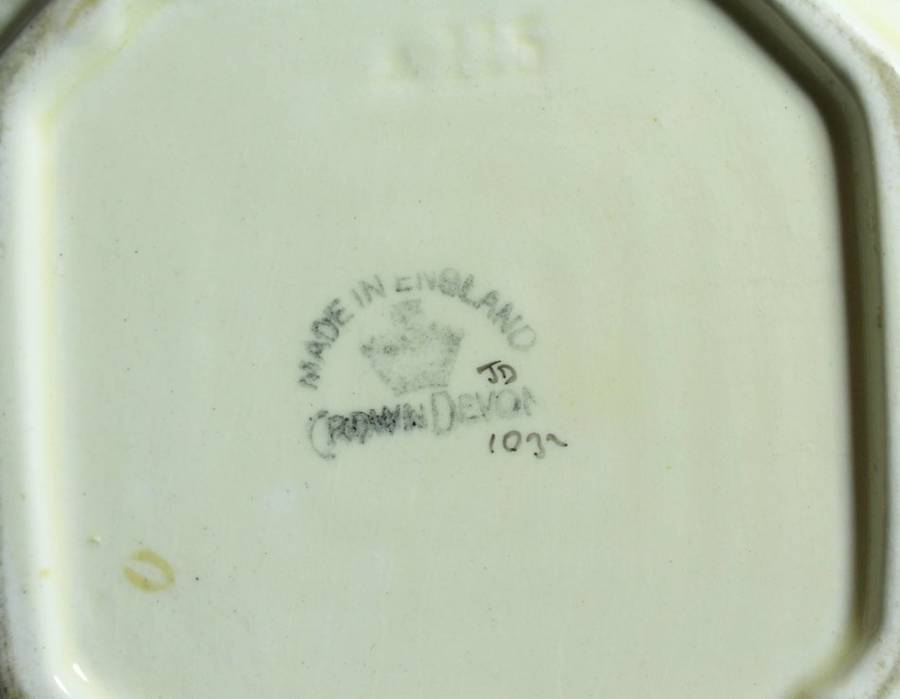 MADE IN ENGLAND
JD
CROWN DEVON
1032